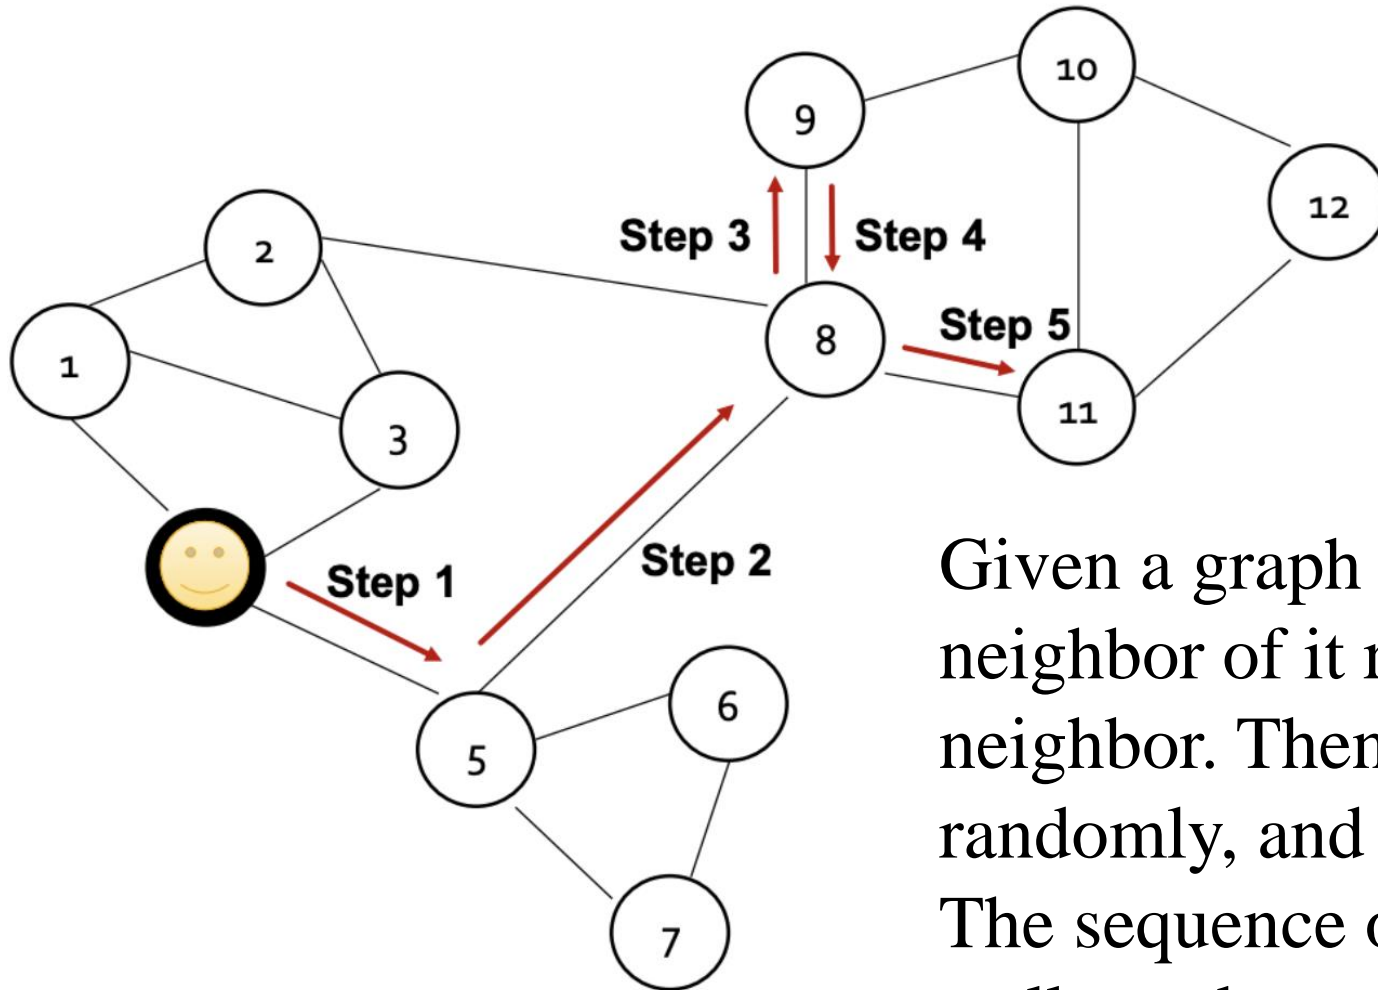 10
9
12
2
Step 3
Step 4
Step 5
8
1
11
3
Step 2
Step 1
6
5
7
Given a graph
neighbor of it
neighbor. Then
randomly, and
The sequence